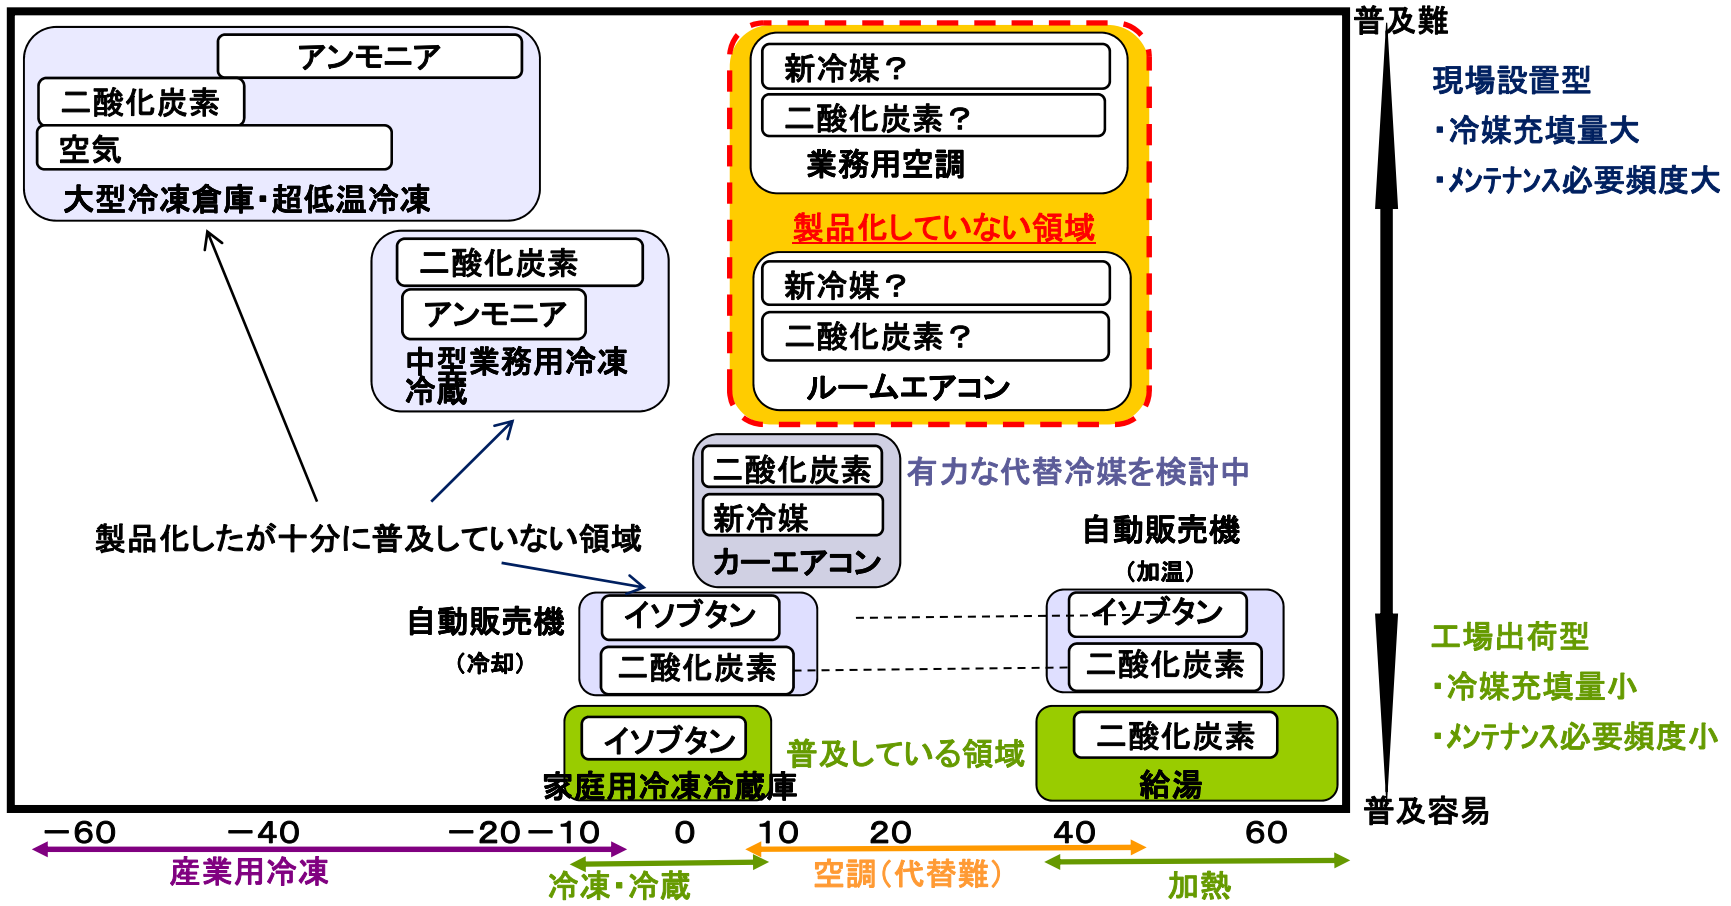 アンモニア
二酸化炭素
空気
大型冷凍倉庫・超低温冷凍
二酸化炭素
アンモニア
中型業務用冷凍
冷蔵
新冷媒？
二酸化炭素？
業務用空調
製品化していない領域
新冷媒？
二酸化炭素？
ルームエアコン
二酸化炭素
新冷媒
カーエアコン
有力な代替冷媒を検討中
製品化したが十分に普及していない領域
自動販売機
（冷却）
イソブタン
二酸化炭素
自動販売機
（加温）
イソブタン
二酸化炭素
イソブタン
家庭用冷凍冷蔵庫
普及している領域
二酸化炭素
給湯
普及難
現場設置型
・冷媒充填量大
・メンテナンス必要頻度大
工場出荷型
・冷媒充填量小
・メンテナンス必要頻度小
普及容易
－60 －40 －20 －10 0 10 20 40 60
産業用冷凍
冷凍・冷蔵
空調（代替難）
加熱